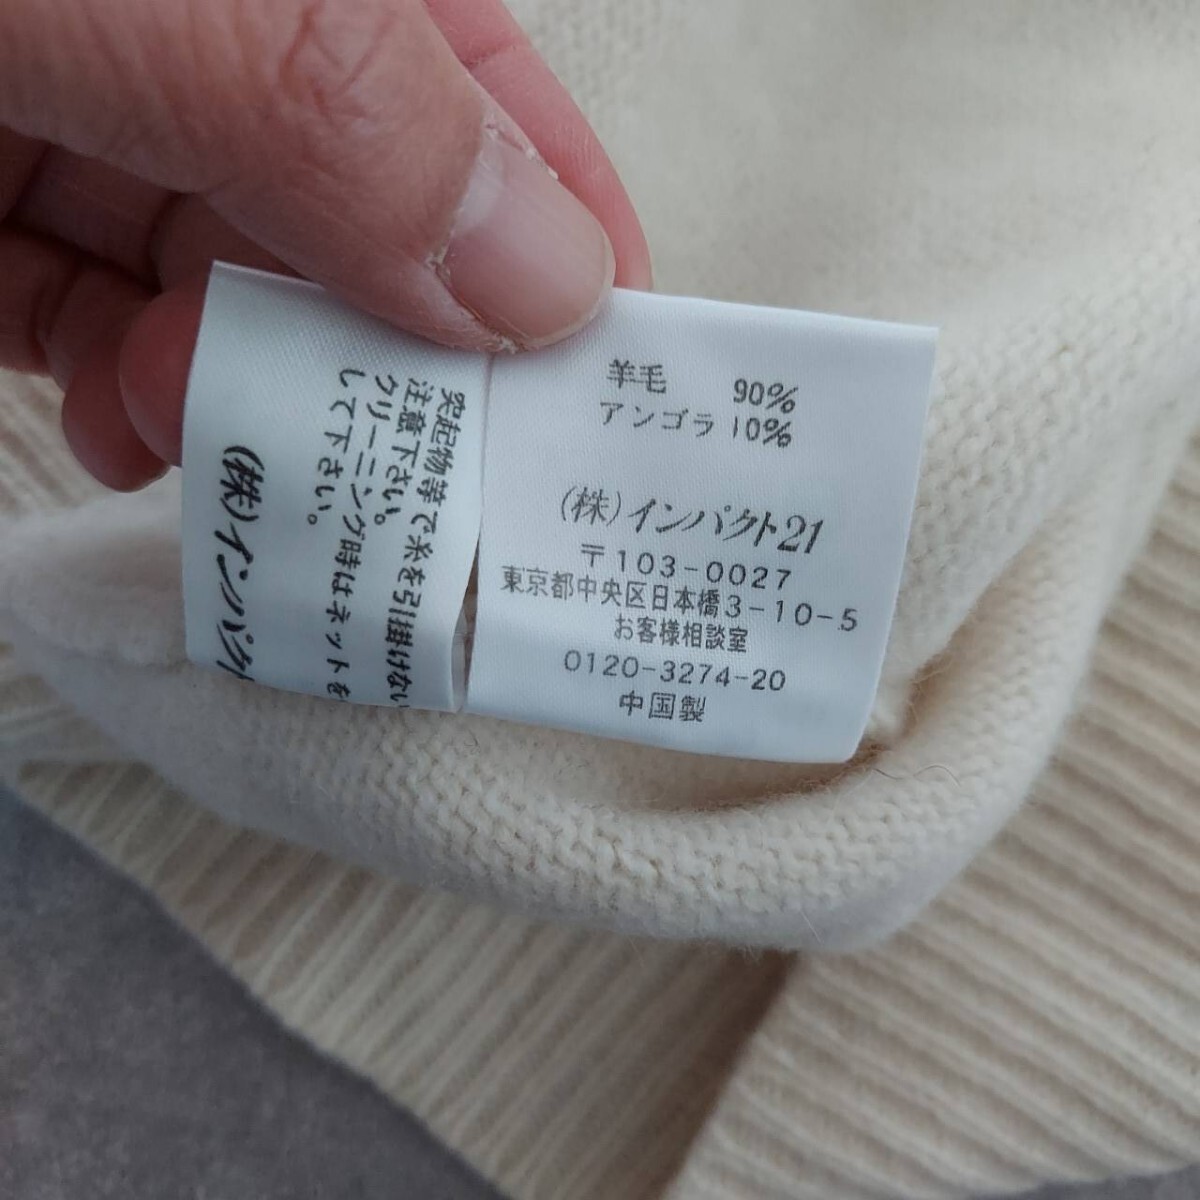 羊毛 90%
アンゴラ 10%
(株)インパクト21
〒103-0027
東京都中央区日本橋3-10-5
お客様相談室
0120-3274-20
中国製
突起物等で糸を引掛けない
注意下さい。
クリーニング時はネットを
して下さい。
(株)インパク